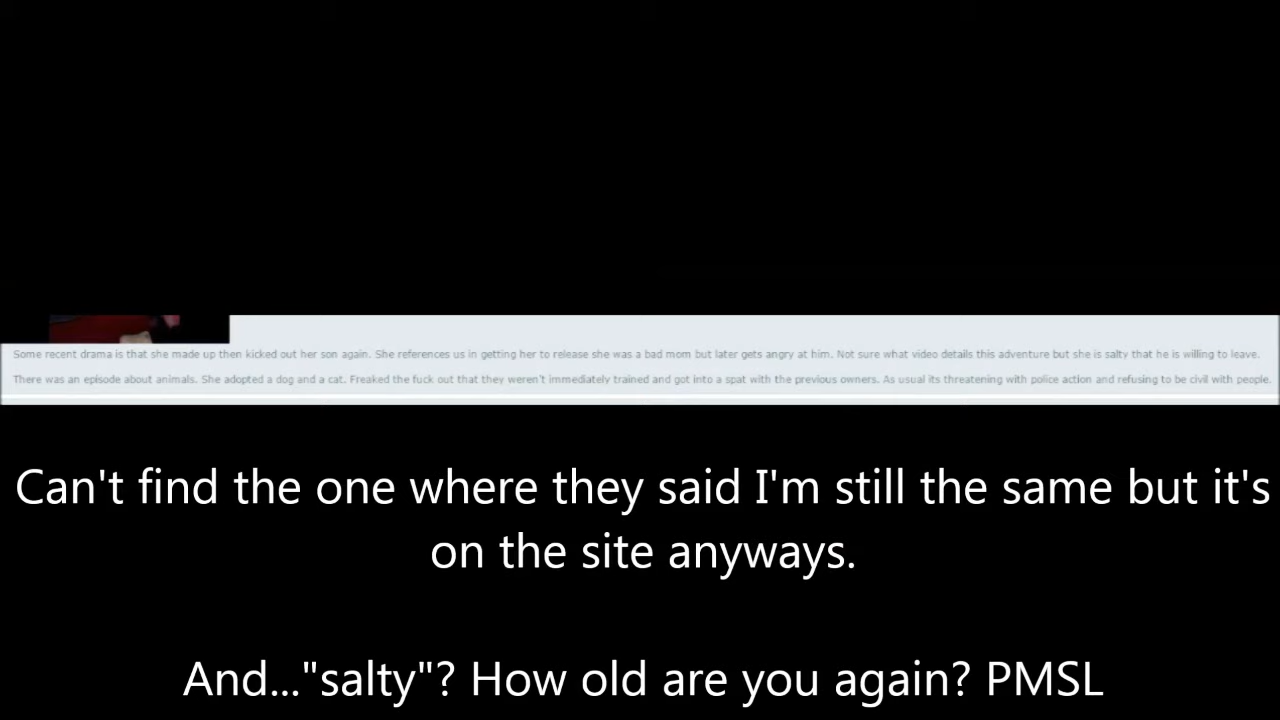 Some recent drama is that she made up then kicked out her son again. She references us in getting her to release she was a bad mom but later gets angry at him. Not sure what video details this adventure but she is salty that he is willing to leave.
There was an episode about animals. She adopted a dog and a cat. Freaked the fuck out that they weren't immediately trained and got into a spat with the previous owners. As usual its threatening with police action and refusing to be civil with people.
Can't find the one where they said I'm still the same but it's
on the site anyways.
And..."salty"? How old are you again? PMSL